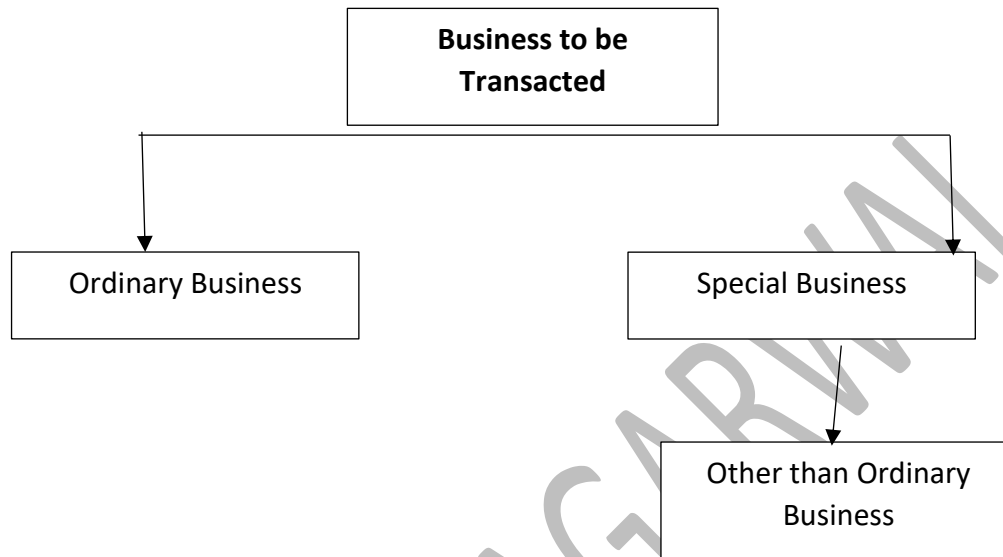 Business to be
Transacted
Ordinary Business
Special Business
Other than Ordinary
Business